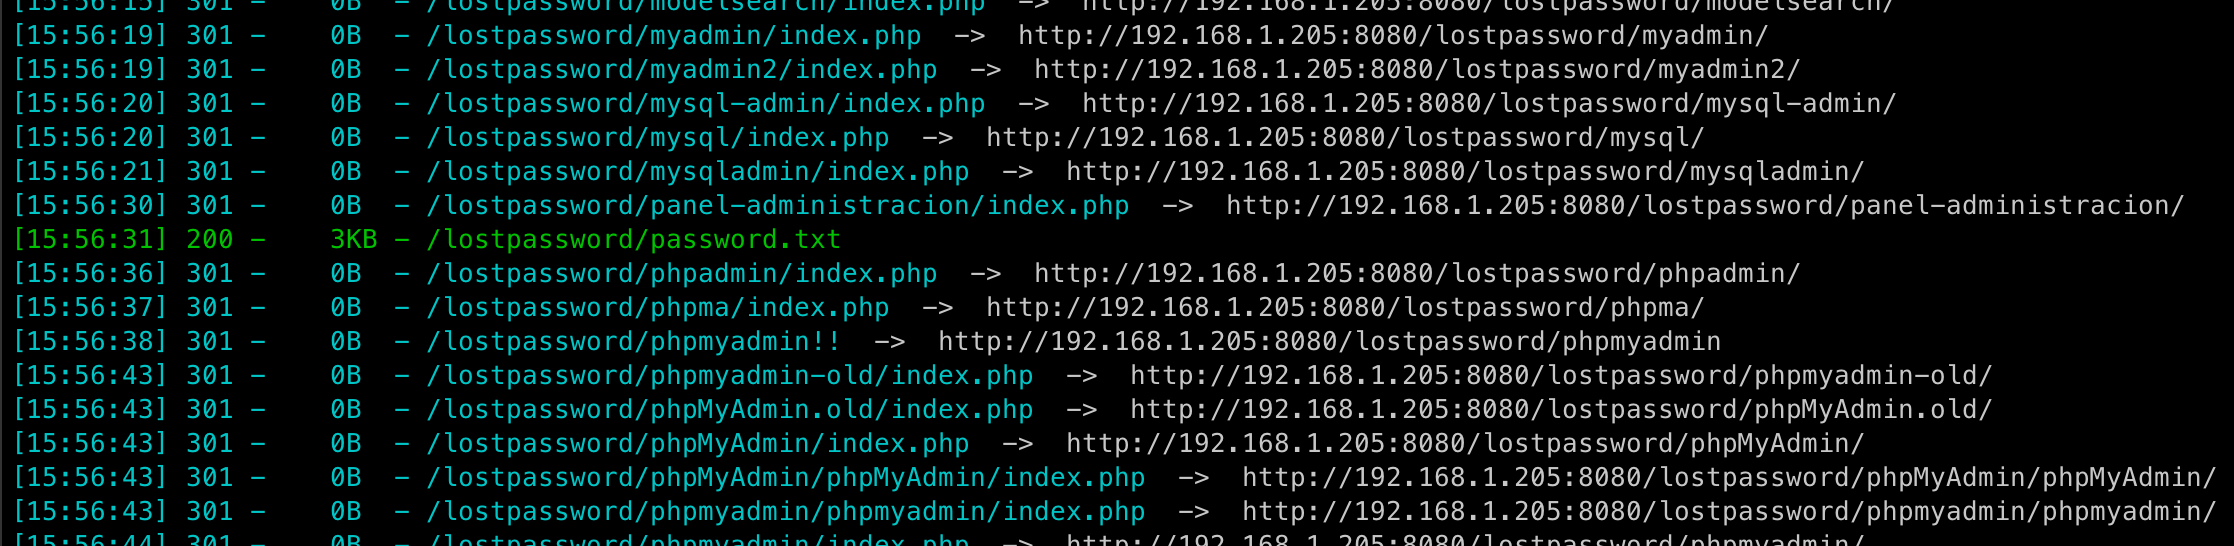 [15:56:15] 301 -    0B  - /lostpassword/modelsearch/index.php  ->  http://192.168.1.205:8080/lostpassword/modelsearch/
[15:56:19] 301 -    0B  - /lostpassword/myadmin/index.php  ->  http://192.168.1.205:8080/lostpassword/myadmin/
[15:56:19] 301 -    0B  - /lostpassword/myadmin2/index.php  ->  http://192.168.1.205:8080/lostpassword/myadmin2/
[15:56:20] 301 -    0B  - /lostpassword/mysql-admin/index.php  ->  http://192.168.1.205:8080/lostpassword/mysql-admin/
[15:56:20] 301 -    0B  - /lostpassword/mysql/index.php  ->  http://192.168.1.205:8080/lostpassword/mysql/
[15:56:21] 301 -    0B  - /lostpassword/mysqladmin/index.php  ->  http://192.168.1.205:8080/lostpassword/mysqladmin/
[15:56:30] 301 -    0B  - /lostpassword/panel-administracion/index.php  ->  http://192.168.1.205:8080/lostpassword/panel-administracion/
[15:56:31] 200 -    3KB - /lostpassword/password.txt
[15:56:36] 301 -    0B  - /lostpassword/phpadmin/index.php  ->  http://192.168.1.205:8080/lostpassword/phpadmin/
[15:56:37] 301 -    0B  - /lostpassword/phpma/index.php  ->  http://192.168.1.205:8080/lostpassword/phpma/
[15:56:38] 301 -    0B  - /lostpassword/phpmyadmin!!  ->  http://192.168.1.205:8080/lostpassword/phpmyadmin
[15:56:43] 301 -    0B  - /lostpassword/phpmyadmin-old/index.php  ->  http://192.168.1.205:8080/lostpassword/phpmyadmin-old/
[15:56:43] 301 -    0B  - /lostpassword/phpMyAdmin.old/index.php  ->  http://192.168.1.205:8080/lostpassword/phpMyAdmin.old/
[15:56:43] 301 -    0B  - /lostpassword/phpMyAdmin/index.php  ->  http://192.168.1.205:8080/lostpassword/phpMyAdmin/
[15:56:43] 301 -    0B  - /lostpassword/phpMyAdmin/phpMyAdmin/index.php  ->  http://192.168.1.205:8080/lostpassword/phpMyAdmin/phpMyAdmin/
[15:56:43] 301 -    0B  - /lostpassword/phpmyadmin/phpmyadmin/index.php  ->  http://192.168.1.205:8080/lostpassword/phpmyadmin/phpmyadmin/
[15:56:44] 301 -    0B  - /lostpassword/phpmyadmin/index.php  ->  http://192.168.1.205:8080/lostpassword/phpmyadmin/